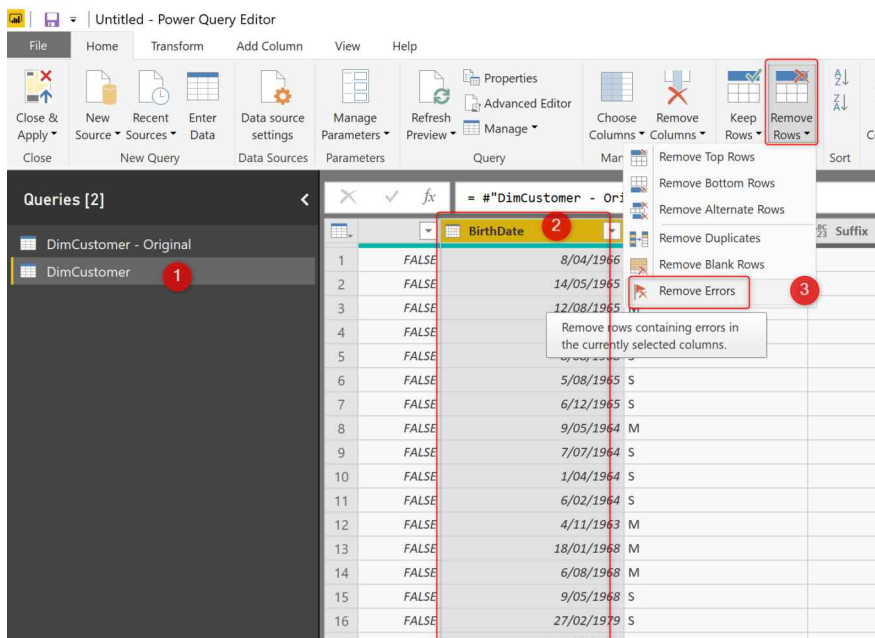 Untitled - Power Query Editor
File Home Transform Add Column View Help
Close & Apply
New Source
Recent Sources
Enter Data
Data source settings
Manage Parameters
Refresh Preview
Properties
Advanced Editor
Manage
Choose Columns
Remove Columns
Keep Rows
Remove Rows
A Z
Z A
Close
New Query
Data Sources
Parameters
Query
Sort
Remove Top Rows
Remove Bottom Rows
Remove Alternate Rows
Remove Duplicates
Remove Blank Rows
Remove Errors 3
Remove rows containing errors in
the currently selected columns.
Queries [2]
DimCustomer - Original
DimCustomer 1
fx = #"DimCustomer -
BirthDate 2
ABC 123 Suffix
1 FALSE 8/04/1966
2 FALSE 14/05/1965
3 FALSE 12/08/1965 M
4 FALSE
5 FALSE
6 FALSE 5/08/1965 S
7 FALSE 6/12/1965 S
8 FALSE 9/05/1964 M
9 FALSE 7/07/1964 S
10 FALSE 1/04/1964 S
11 FALSE 6/02/1964 S
12 FALSE 4/11/1963 M
13 FALSE 18/01/1968 M
14 FALSE 6/08/1968 M
15 FALSE 9/05/1968 S
16 FALSE 27/02/1979 S